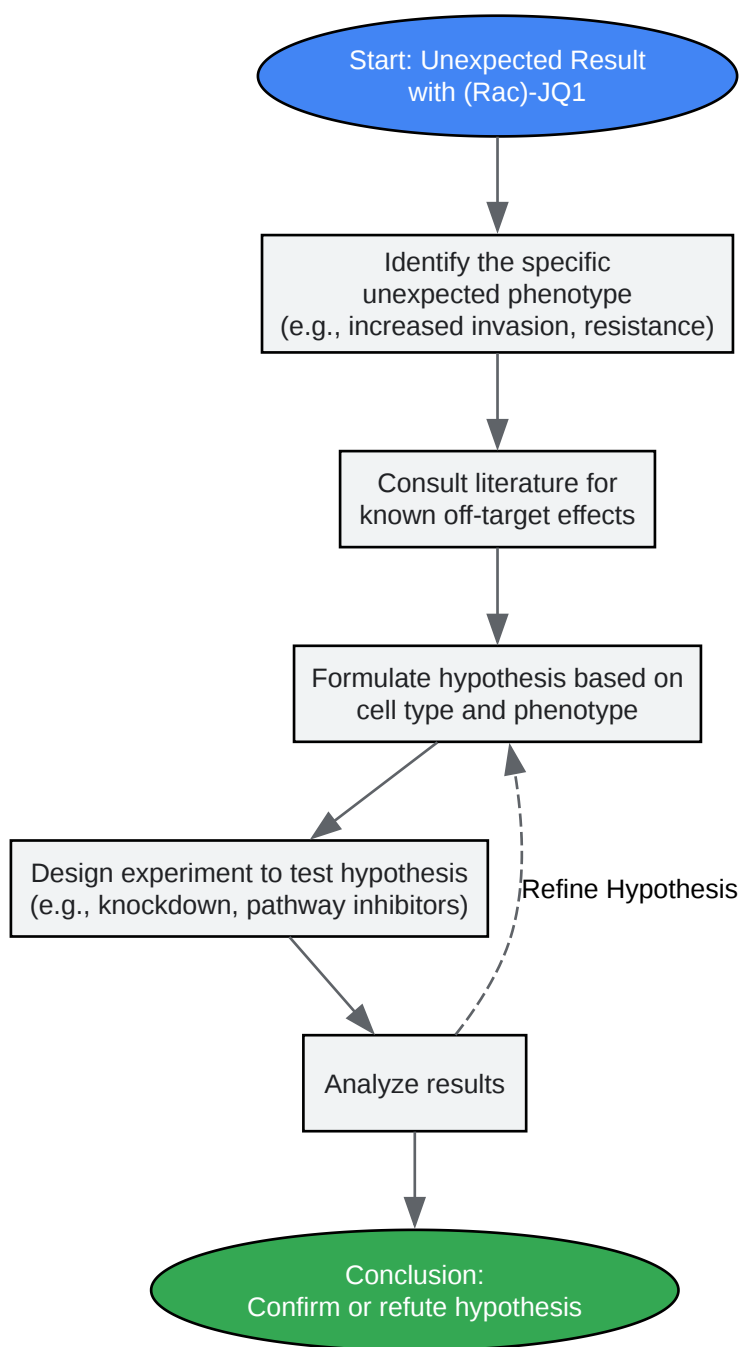 Start: Unexpected Result
with (Rac)-JQ1
Identify the specific
unexpected phenotype
(e.g., increased invasion, resistance)
Consult literature for
known off-target effects
Formulate hypothesis based on
cell type and phenotype
Design experiment to test hypothesis
(e.g., knockdown, pathway inhibitors)
Refine Hypothesis
Analyze results
Conclusion:
Confirm or refute hypothesis